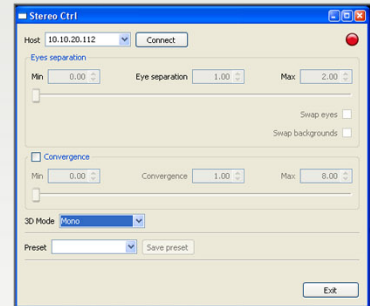 Stereo Ctrl
Host 10.10.20.112 Connect
Eyes separation
Min 0.00 Eye separation 1.00 Max 2.00
Swap eyes
Swap backgrounds
Convergence
Min 0.00 Convergence 1.00 Max 8.00
3D Mode Mono
Preset Save preset
Exit